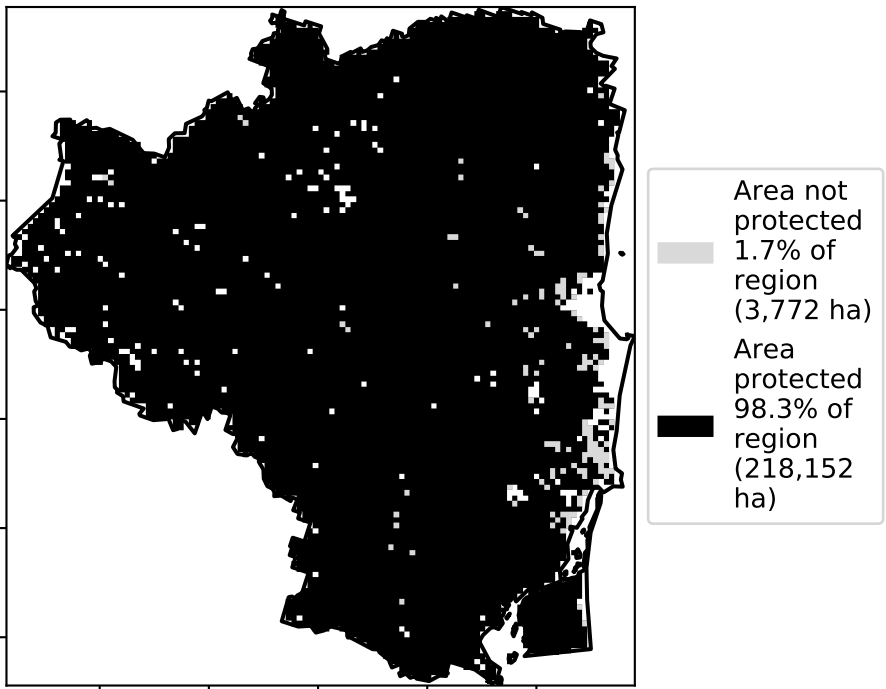 Area not
protected
1.7% of
region
(3,772 ha)
Area
protected
98.3% of
region
(218,152
ha)